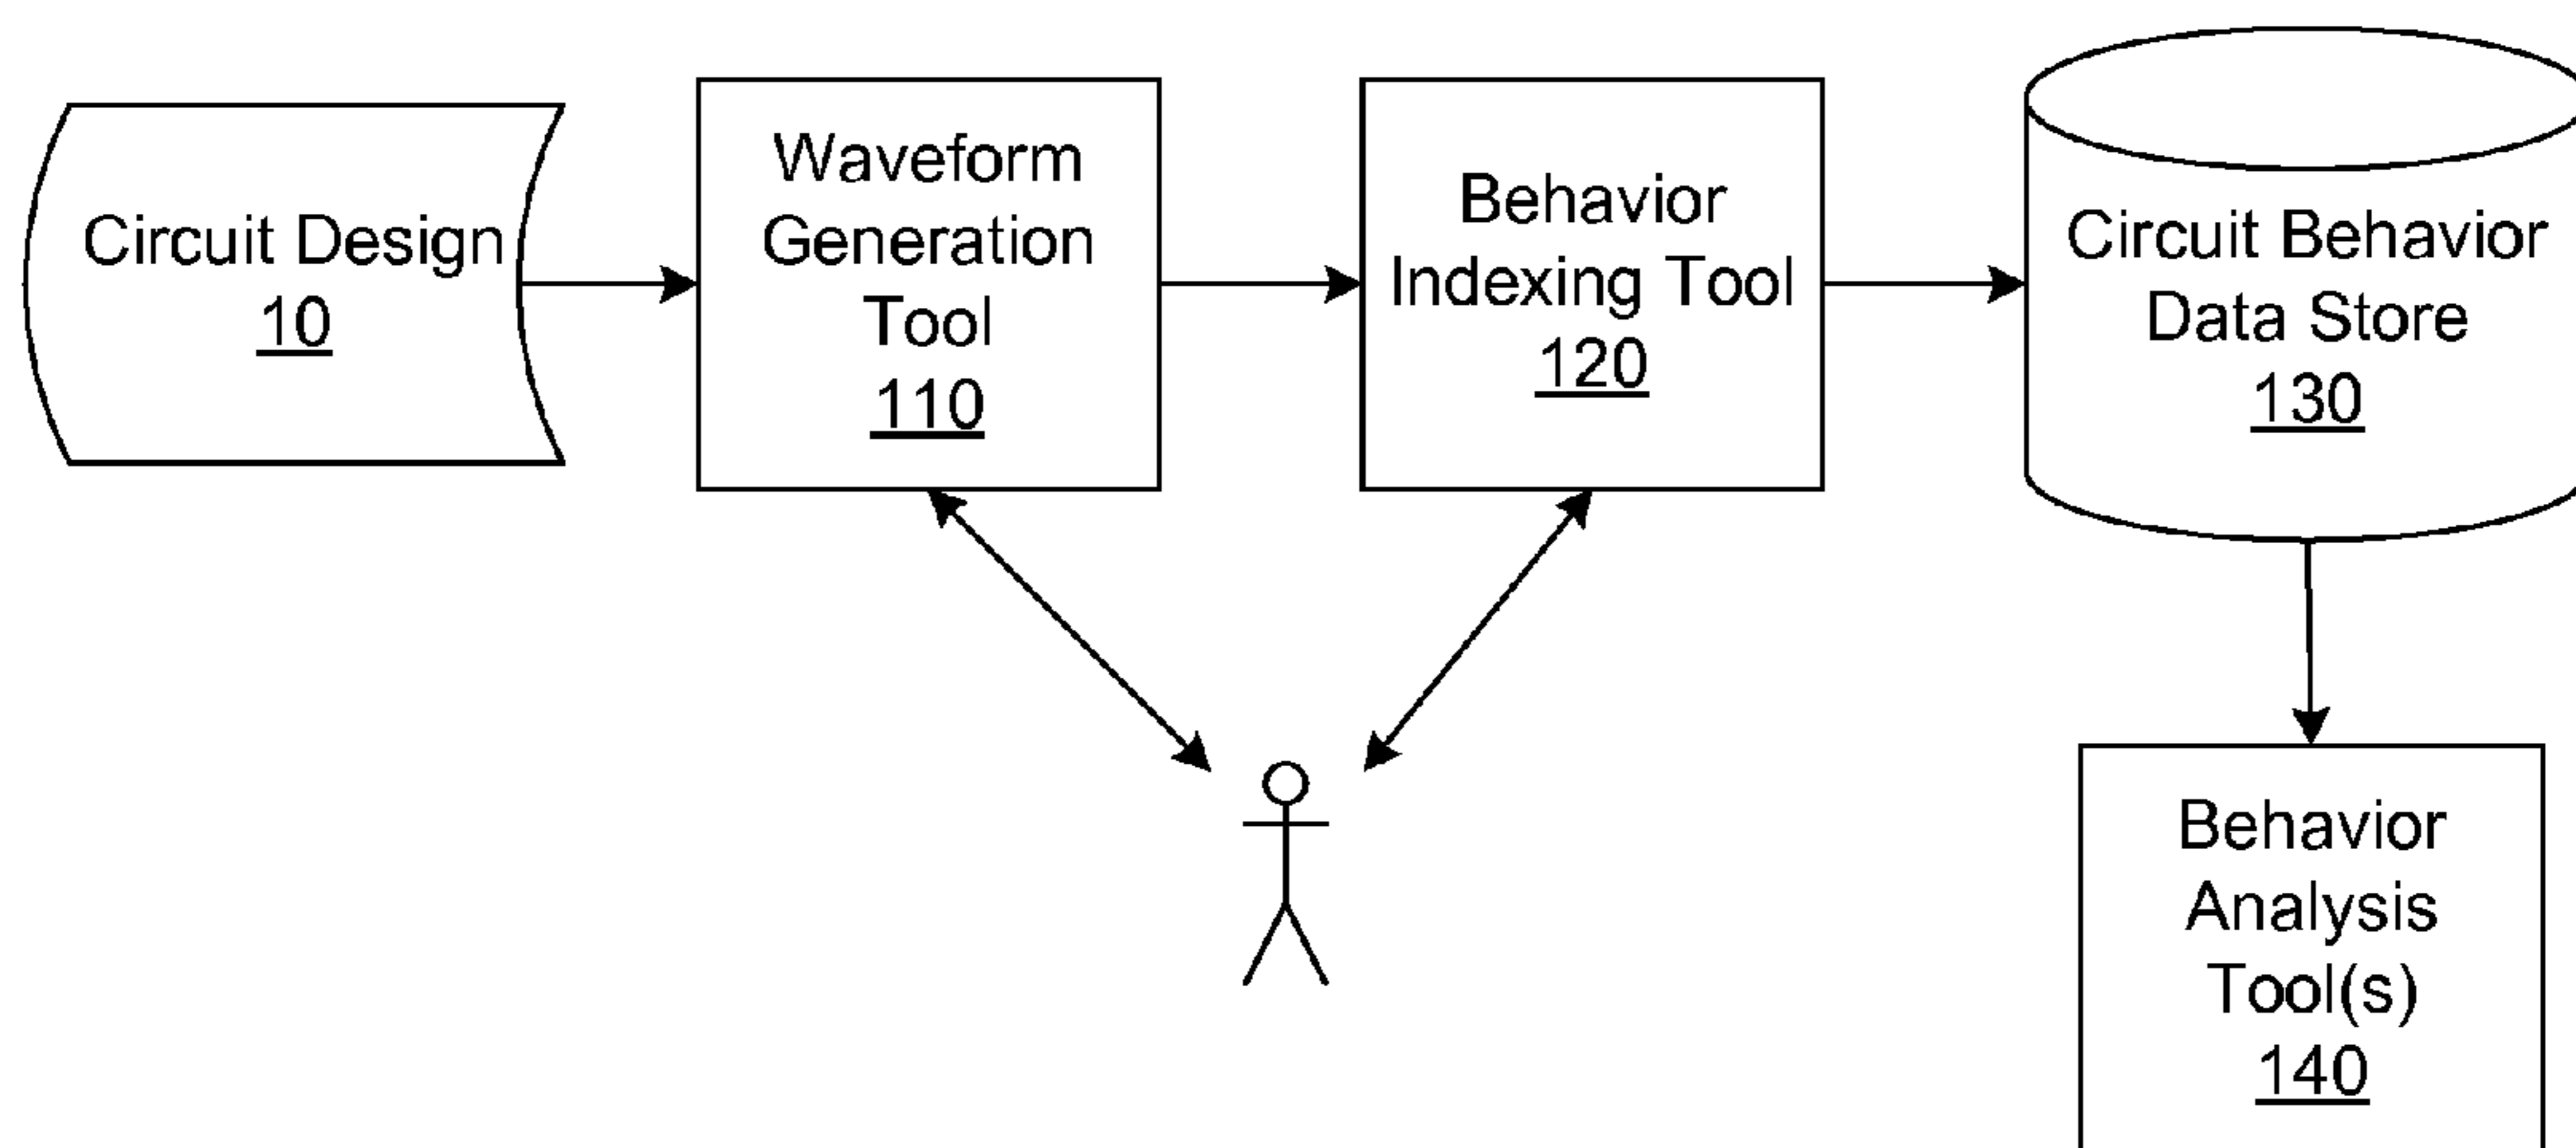 Circuit Design
10
Waveform
Generation
Tool
110
Behavior
Indexing Tool
120
Circuit Behavior
Data Store
130
Behavior
Analysis
Tool(s)
140